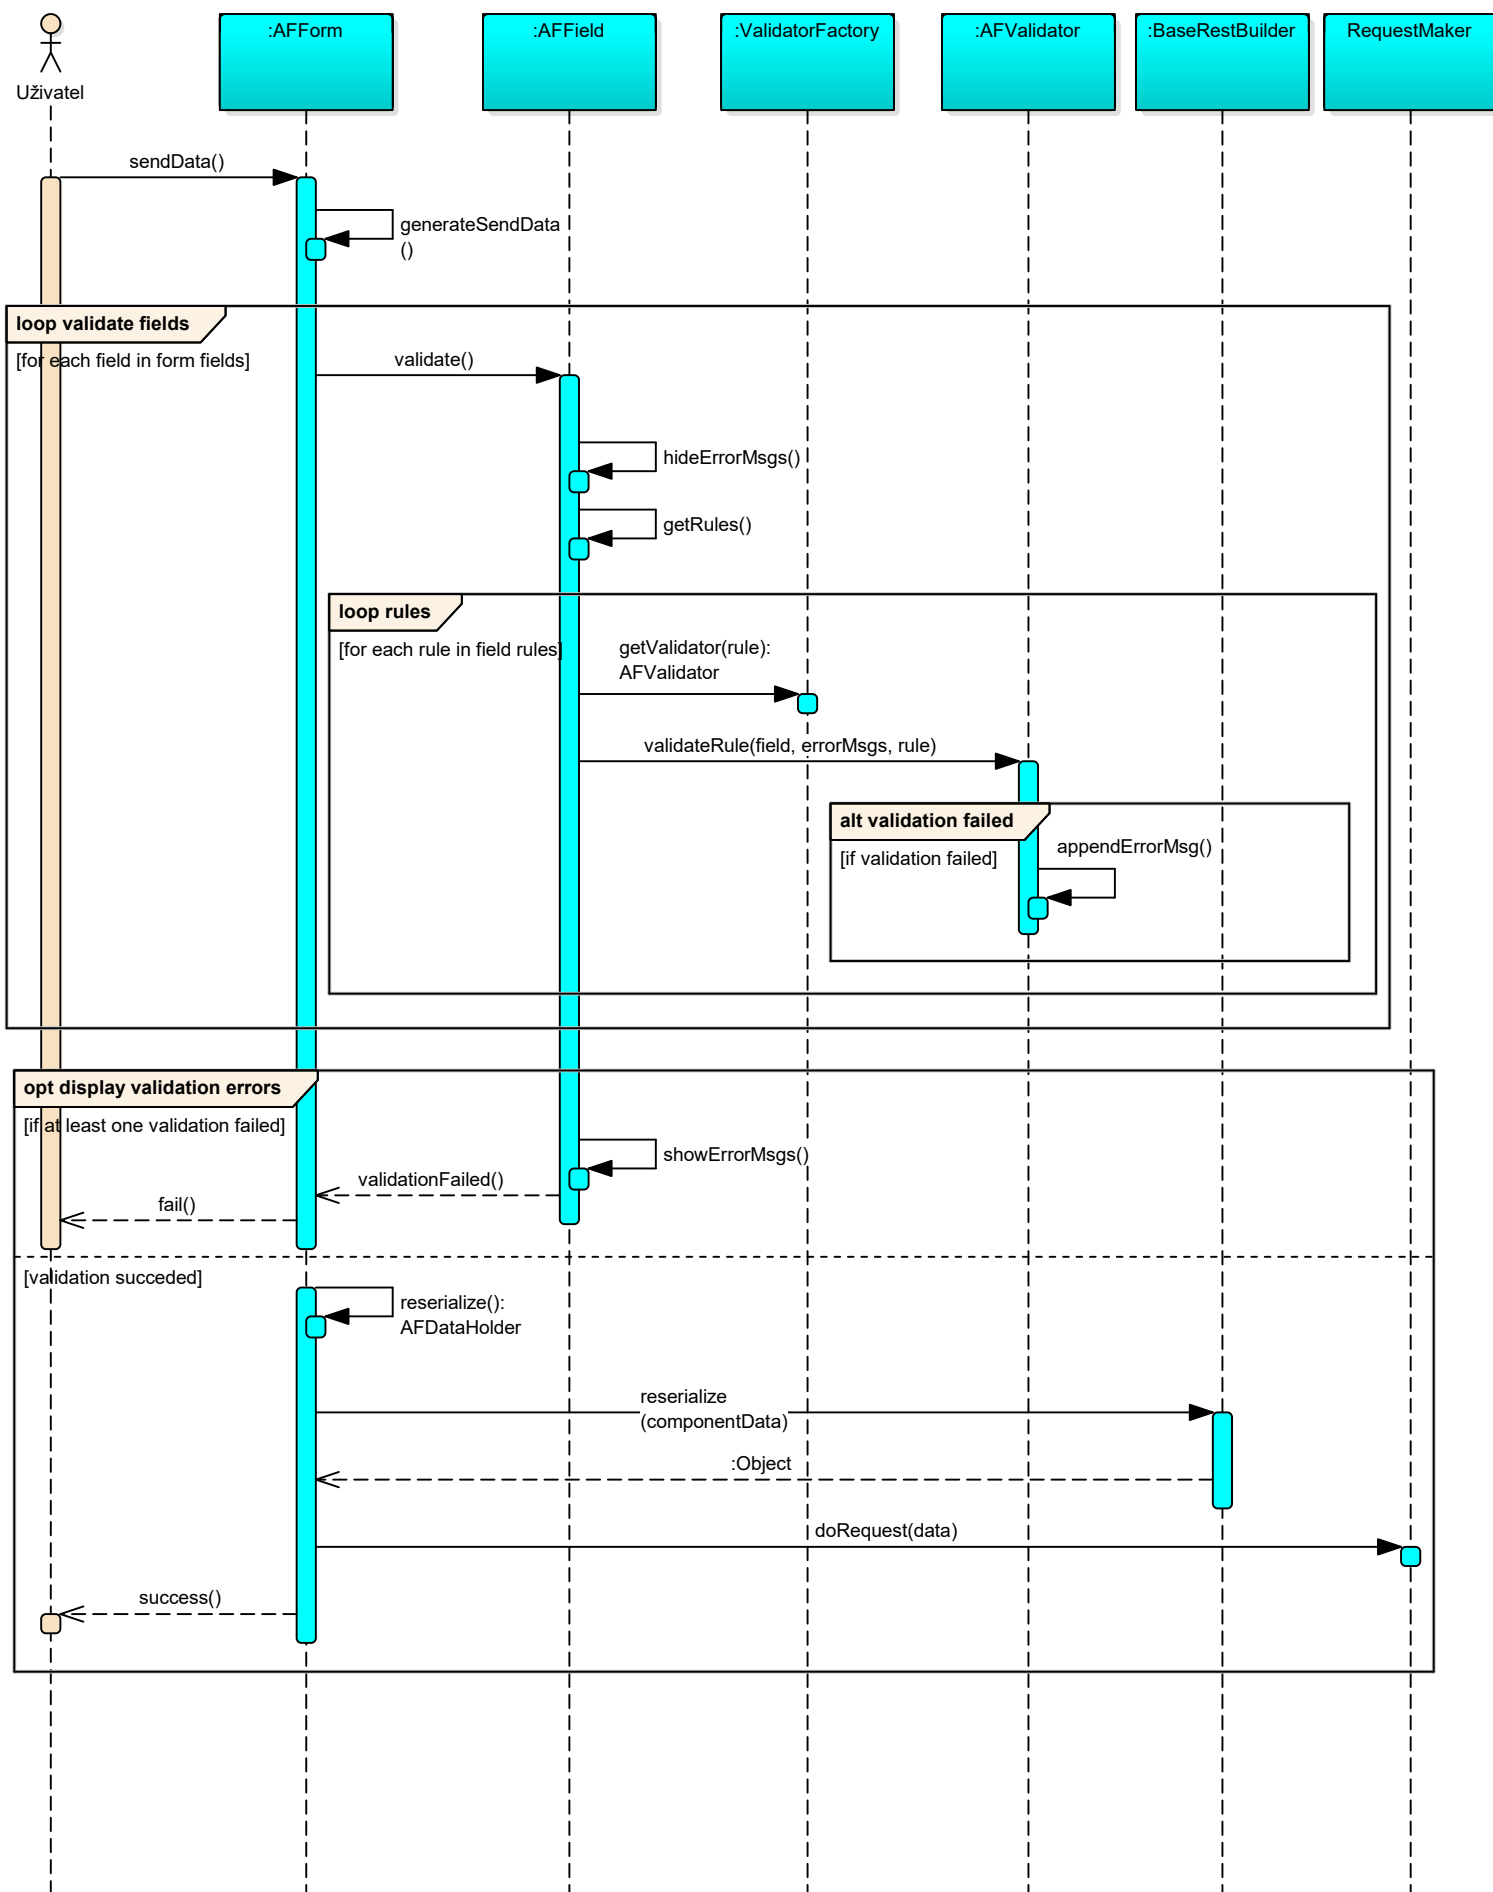 Uživatel
:AFForm
:AFField
:ValidatorFactory
:AFValidator
:BaseRestBuilder
RequestMaker
sendData()
generateSendData
()
loop validate fields
[for each field in form fields]
validate()
hideErrorMsgs()
getRules()
loop rules
[for each rule in field rules]
getValidator(rule):
AFValidator
validateRule(field, errorMsgs, rule)
alt validation failed
[if validation failed]
appendErrorMsg()
opt display validation errors
[if at least one validation failed]
showErrorMsgs()
validationFailed()
fail()
[validation succeded]
reserialize():
AFDataHolder
reserialize
(componentData)
:Object
doRequest(data)
success()